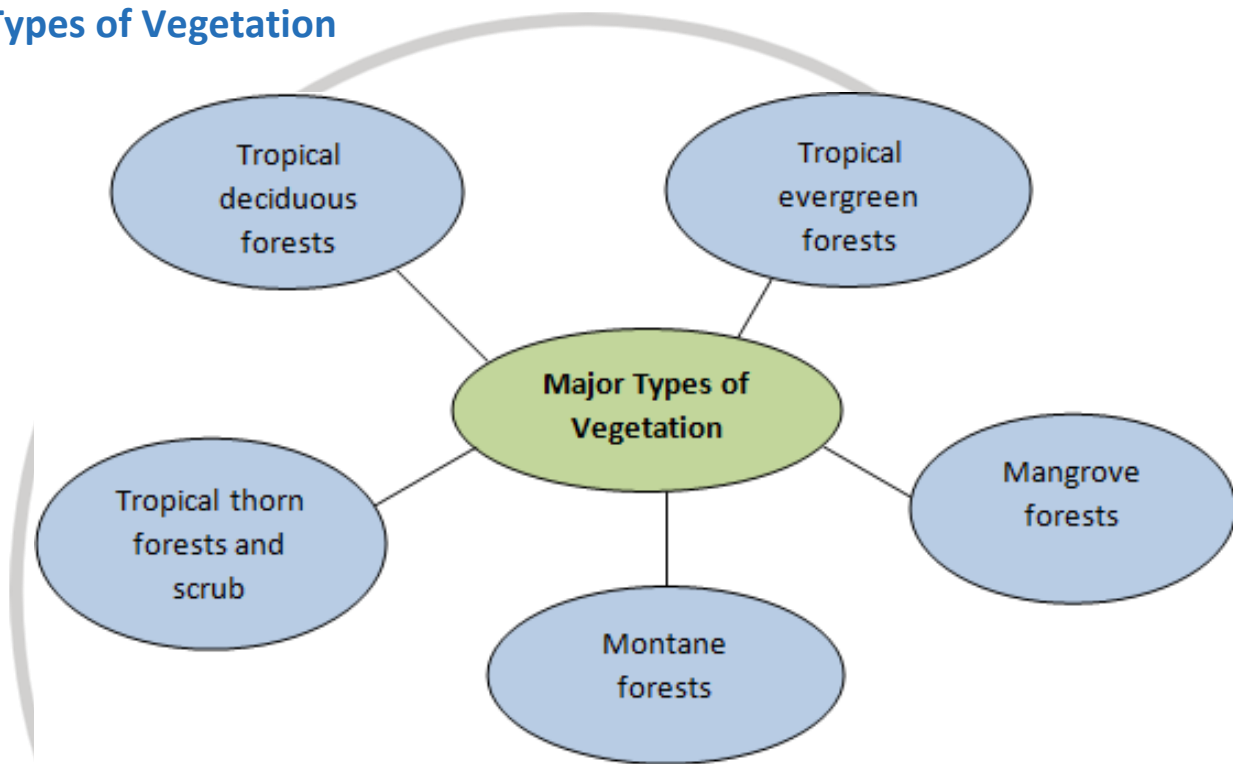 Types of Vegetation
Tropical
deciduous
forests
Tropical
evergreen
forests
Major Types of
Vegetation
Tropical thorn
forests and
scrub
Mangrove
forests
Montane
forests